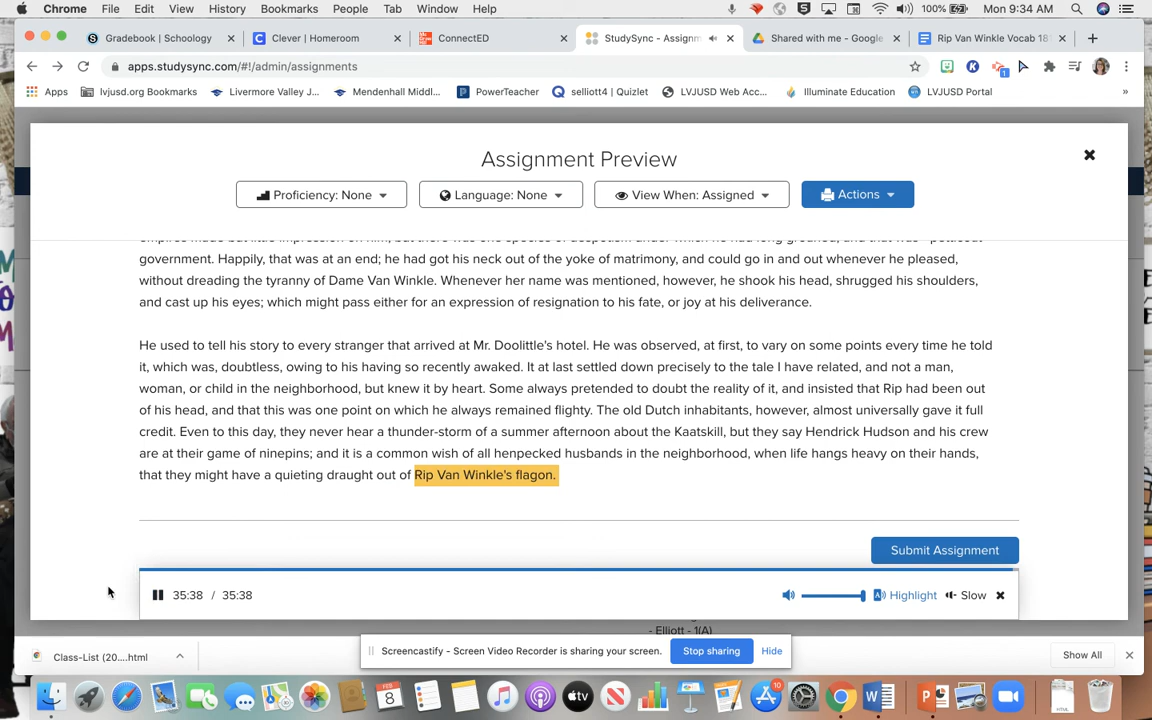 Chrome File Edit View History Bookmarks People Tab Window Help 100% Mon 9:34 AM
Gradebook | Schoology Clever | Homeroom ConnectED StudySync - Assignm Shared with me - Google Rip Van Winkle Vocab 18
apps.studysync.com/#!/admin/assignments
Apps lvjusd.org Bookmarks Livermore Valley J... Mendenhall Middl... PowerTeacher selliott4 | Quizlet LVJUSD Web Acc... Illuminate Education LVJUSD Portal »
Assignment Preview
Proficiency: None Language: None View When: Assigned Actions
government. Happily, that was at an end; he had got his neck out of the yoke of matrimony, and could go in and out whenever he pleased,
without dreading the tyranny of Dame Van Winkle. Whenever her name was mentioned, however, he shook his head, shrugged his shoulders,
and cast up his eyes; which might pass either for an expression of resignation to his fate, or joy at his deliverance.
He used to tell his story to every stranger that arrived at Mr. Doolittle's hotel. He was observed, at first, to vary on some points every time he told
it, which was, doubtless, owing to his having so recently awaked. It at last settled down precisely to the tale I have related, and not a man,
woman, or child in the neighborhood, but knew it by heart. Some always pretended to doubt the reality of it, and insisted that Rip had been out
of his head, and that this was one point on which he always remained flighty. The old Dutch inhabitants, however, almost universally gave it full
credit. Even to this day, they never hear a thunder-storm of a summer afternoon about the Kaatskill, but they say Hendrick Hudson and his crew
are at their game of ninepins; and it is a common wish of all henpecked husbands in the neighborhood, when life hangs heavy on their hands,
that they might have a quieting draught out of Rip Van Winkle's flagon.
Submit Assignment
35:38 / 35:38 Highlight Slow
- Elliott - 1(A)
Class-List (20....html Screencastify - Screen Video Recorder is sharing your screen. Stop sharing Hide Show All
FEB
8
10